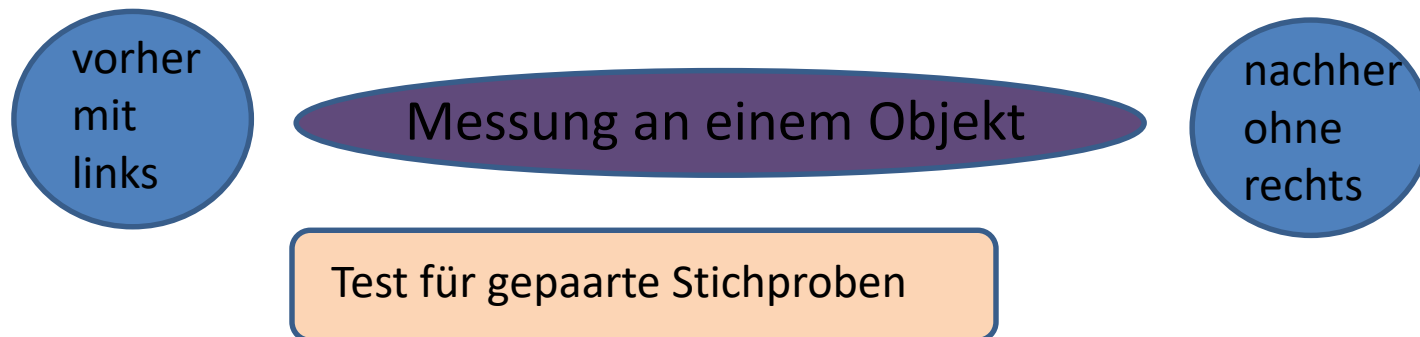 vorher
mit
links
Messung an einem Objekt
nachher
ohne
rechts
Test für gepaarte Stichproben